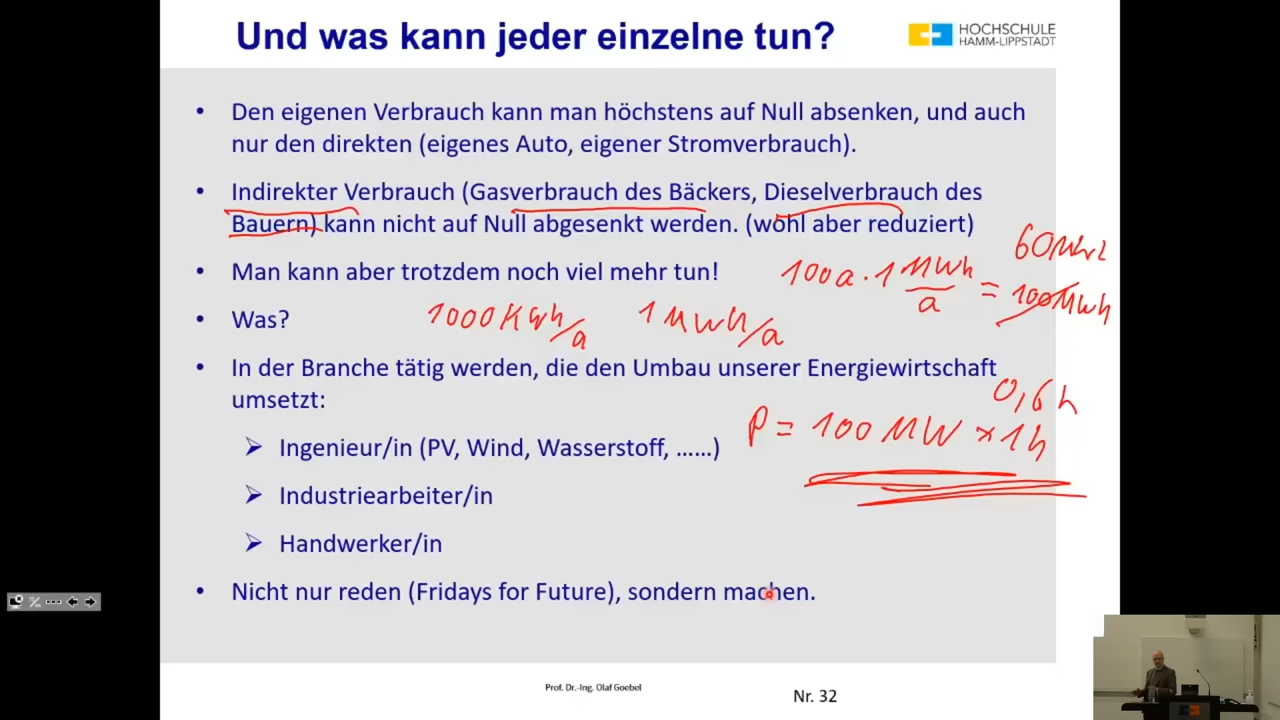 Und was kann jeder einzelne tun?
HOCHSCHULE
HAMM-LIPPSTADT
• Den eigenen Verbrauch kann man höchstens auf Null absenken, und auch
nur den direkten (eigenes Auto, eigener Stromverbrauch).
• Indirekter Verbrauch (Gasverbrauch des Bäckers, Dieselverbrauch des
Bauern) kann nicht auf Null abgesenkt werden. (wohl aber reduziert)
• Man kann aber trotzdem noch viel mehr tun!
100a · 1 MWh/a = 100MWh
60MWh
• Was?
1000 KWh/a 1 MWh/a
• In der Branche tätig werden, die den Umbau unserer Energiewirtschaft
umsetzt:
0,6 h
P = 100 MW × 1h
➢ Ingenieur/in (PV, Wind, Wasserstoff, ……)
➢ Industriearbeiter/in
➢ Handwerker/in
• Nicht nur reden (Fridays for Future), sondern machen.
Prof. Dr.-Ing. Olaf Goebel
Nr. 32